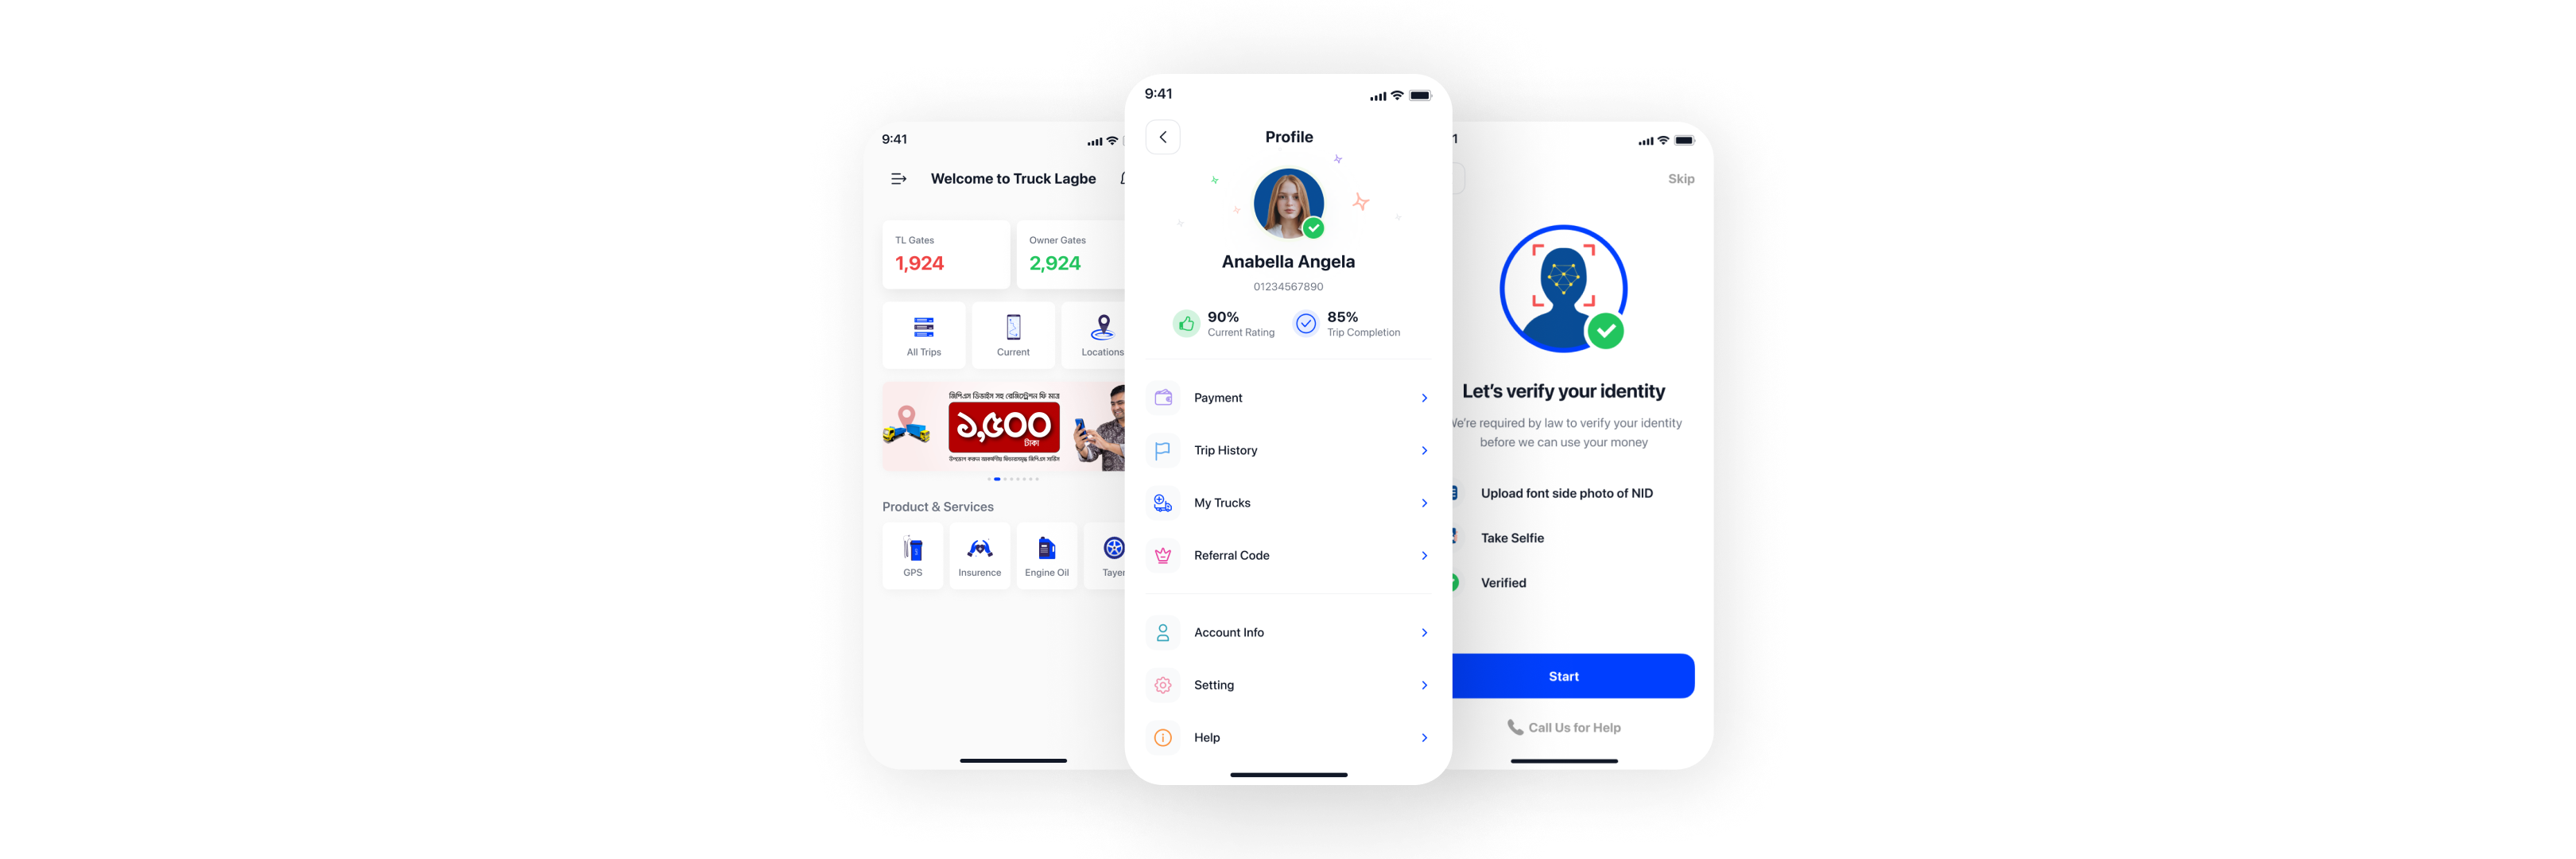 9:41
Welcome to Truck Lagbe
TL Gates
1,924
Owner Gates
2,924
All Trips
Current
Locations
জিপিএস ডিভাইস সহ রেজিস্ট্রেশন ফি মাত্র
১,৫০০
টাকা
Product & Services
GPS
Insurence
Engine Oil
Tayer
9:41
Profile
Anabella Angela
01234567890
90%
Current Rating
85%
Trip Completion
Payment
Trip History
My Trucks
Referral Code
Account Info
Setting
Help
Skip
Let's verify your identity
We're required by law to verify your identity
before we can use your money
Upload font side photo of NID
Take Selfie
Verified
Start
Call Us for Help